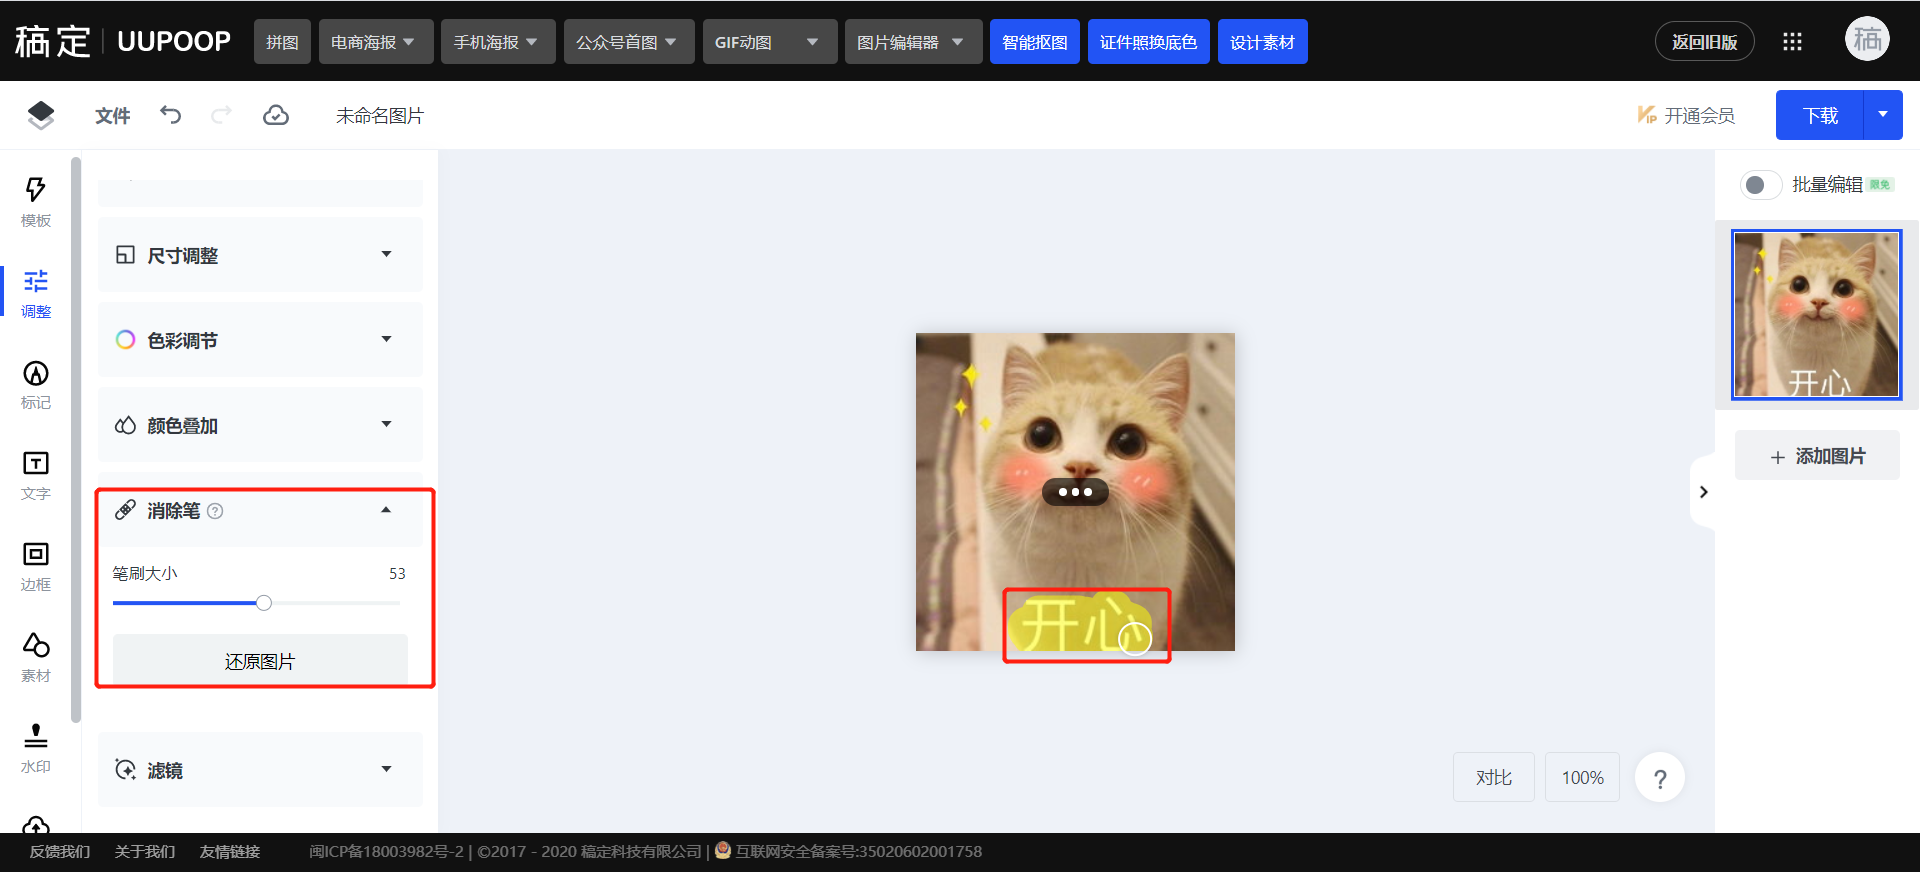 稿定 UUPOOP 拼图 电商海报 手机海报 公众号首图 GIF动图 图片编辑器 智能抠图 证件照换底色 设计素材 返回旧版 稿
文件 未命名图片 VIP 开通会员 下载
模板
调整
标记
文字
边框
素材
水印
尺寸调整
色彩调节
颜色叠加
消除笔 ?
笔刷大小 53
还原图片
滤镜
开心
对比 100% ?
批量编辑 限免
开心
+ 添加图片
反馈我们 关于我们 友情链接 闽ICP备18003982号-2 | ©2017 - 2020 稿定科技有限公司 | 互联网安全备案号:35020602001758